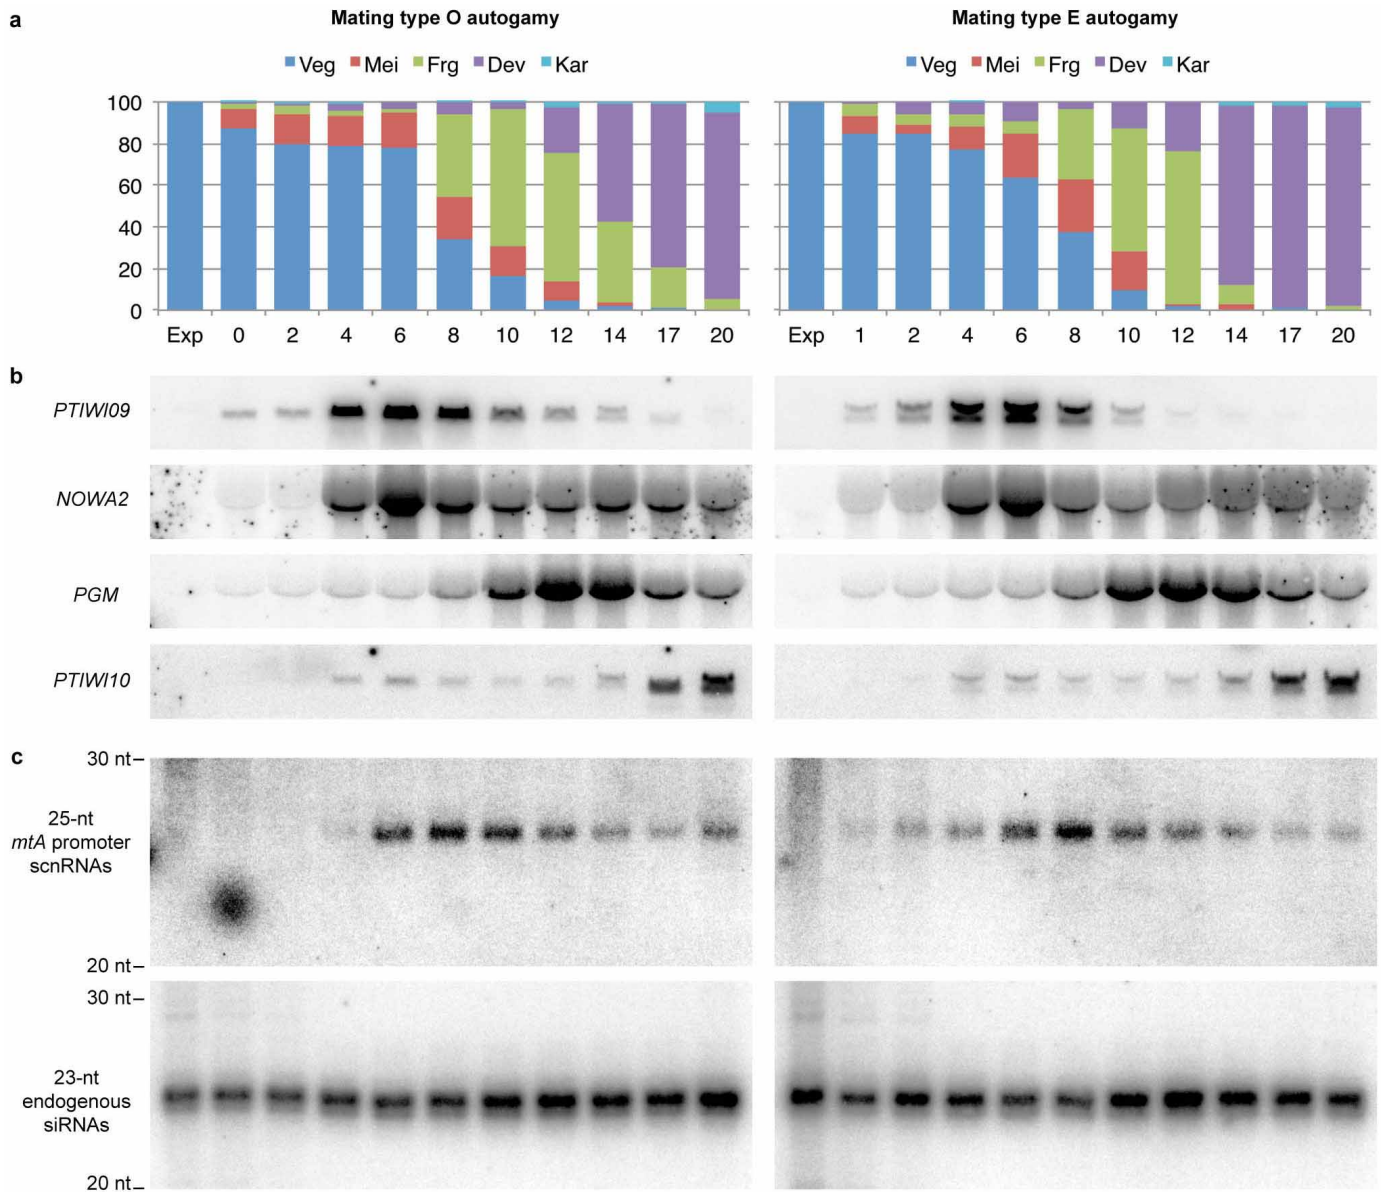 a
Mating type O autogamy
Mating type E autogamy
Veg Mei Frg Dev Kar
Veg Mei Frg Dev Kar
100
80
60
40
20
0
Exp 0 2 4 6 8 10 12 14 17 20
Exp 1 2 4 6 8 10 12 14 17 20
b
PTIWI09
NOWA2
PGM
PTIWI10
c
30 nt
25-nt
mtA promoter
scnRNAs
20 nt
30 nt
23-nt
endogenous
siRNAs
20 nt